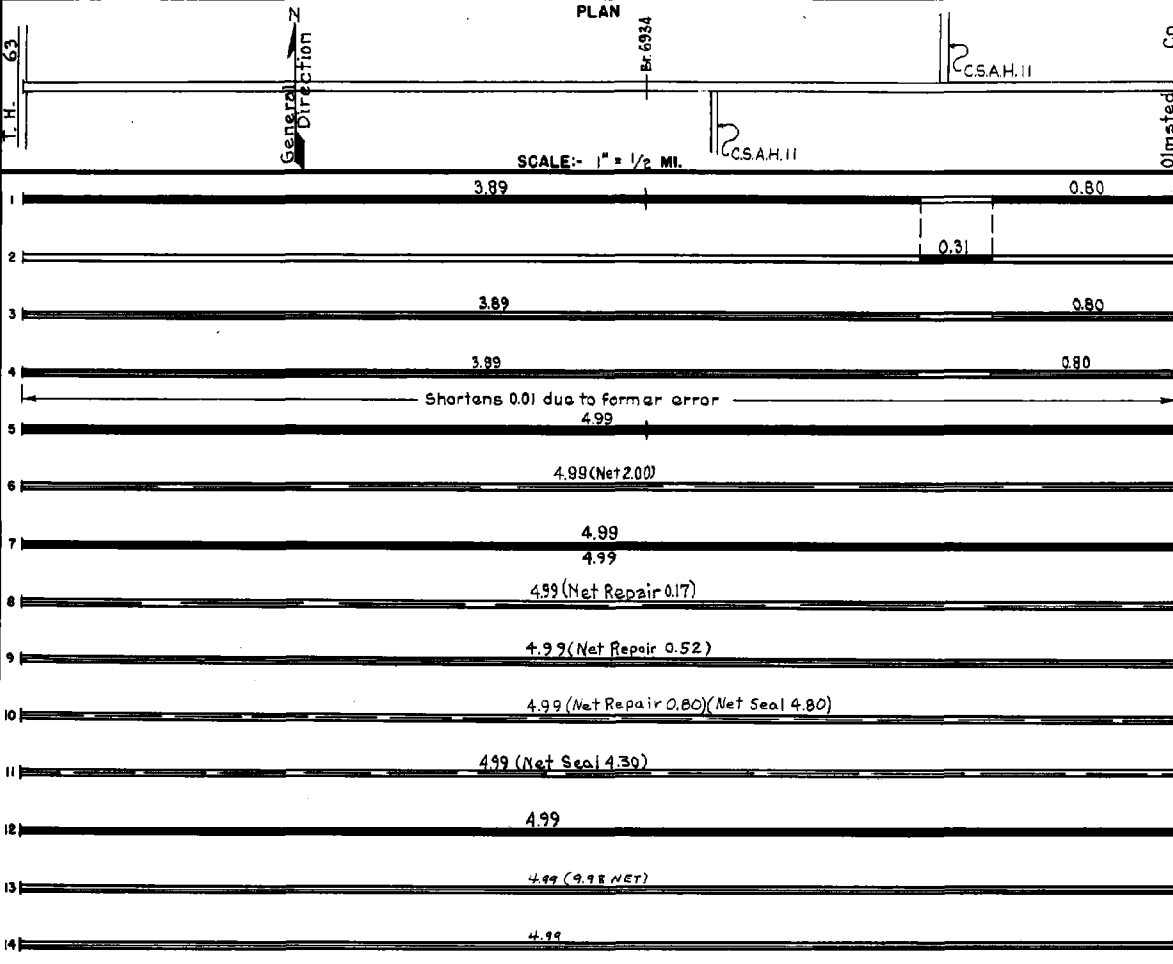 PLAN
T. H. 63
N
General Direction
Br. 6934
C.S.A.H. 11
C.S.A.H. 11
Olmsted Co
SCALE:- 1" = 1/2 MI.
1 3.89 0.80
2 0.31
3 3.89 0.80
4 3.89 0.80
Shortens 0.01 due to former error
5 4.99
6 4.99 (Net 2.00)
7 4.99
4.99
8 4.99 (Net Repair 0.17)
9 4.99 (Net Repair 0.52)
10 4.99 (Net Repair 0.80)(Net Seal 4.80)
11 4.99 (Net Seal 4.30)
12 4.99
13 4.99 (9.98 NET)
14 4.99